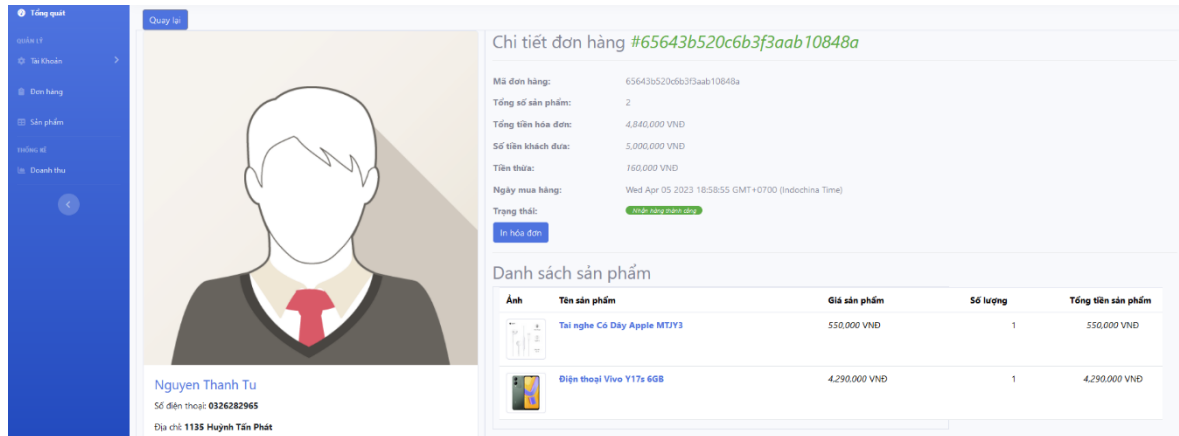 Tổng quát
QUẢN LÝ
Tài Khoản
Đơn hàng
Sản phẩm
THỐNG KÊ
Doanh thu
Quay lại
Nguyen Thanh Tu
Số điện thoại: 0326282965
Địa chỉ: 1135 Huỳnh Tấn Phát
Chi tiết đơn hàng #65643b520c6b3f3aab10848a
Mã đơn hàng: 65643b520c6b3f3aab10848a
Tổng số sản phẩm: 2
Tổng tiền hóa đơn: 4,840,000 VNĐ
Số tiền khách đưa: 5,000,000 VNĐ
Tiền thừa: 160,000 VNĐ
Ngày mua hàng: Wed Apr 05 2023 18:58:55 GMT+0700 (Indochina Time)
Trạng thái: Nhận hàng thành công
In hóa đơn
Danh sách sản phẩm
Ảnh Tên sản phẩm Giá sản phẩm Số lượng Tổng tiền sản phẩm
Tai nghe Có Dây Apple MTJY3 550,000 VNĐ 1 550,000 VNĐ
Điện thoại Vivo Y17s 6GB 4,290,000 VNĐ 1 4,290,000 VNĐ